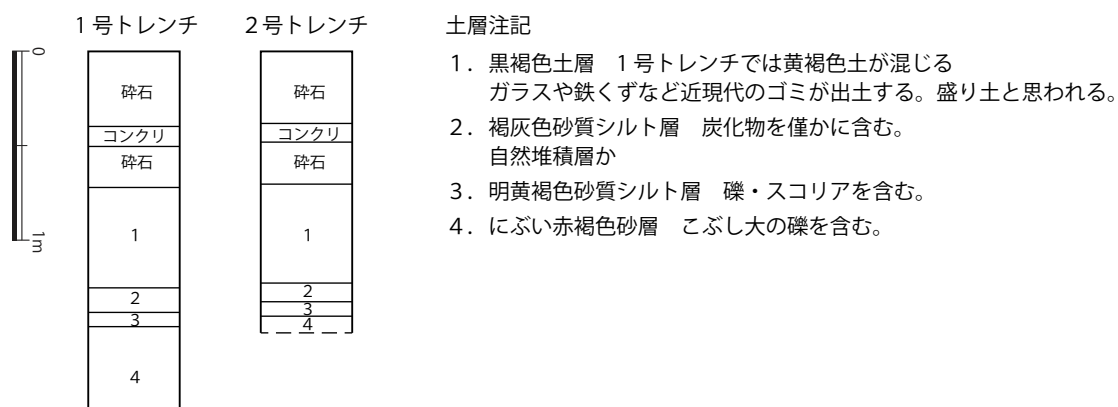 1号トレンチ
2号トレンチ
土層注記
0
1m
砕石
コンクリ
砕石
1
2
3
4
砕石
コンクリ
砕石
1
2
3
4
1．黒褐色土層　1号トレンチでは黄褐色土が混じる
ガラスや鉄くずなど近現代のゴミが出土する。盛り土と思われる。
2．褐灰色砂質シルト層　炭化物を僅かに含む。
自然堆積層か
3．明黄褐色砂質シルト層　礫・スコリアを含む。
4．にぶい赤褐色砂層　こぶし大の礫を含む。